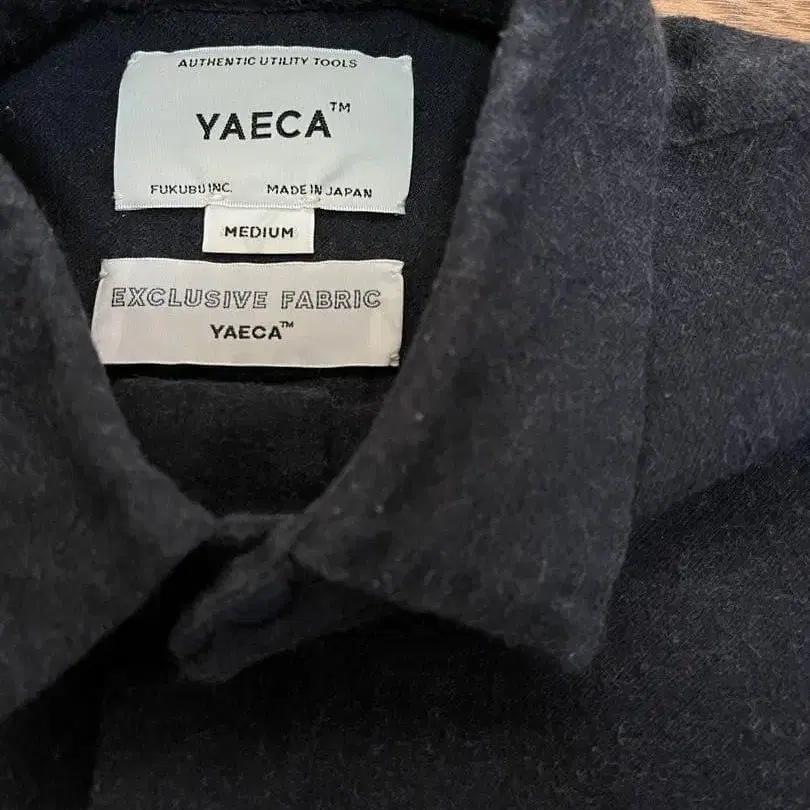 AUTHENTIC UTILITY TOOLS
YAECA™
FUKUBU INC. MADE IN JAPAN
MEDIUM
EXCLUSIVE FABRIC
YAECA™